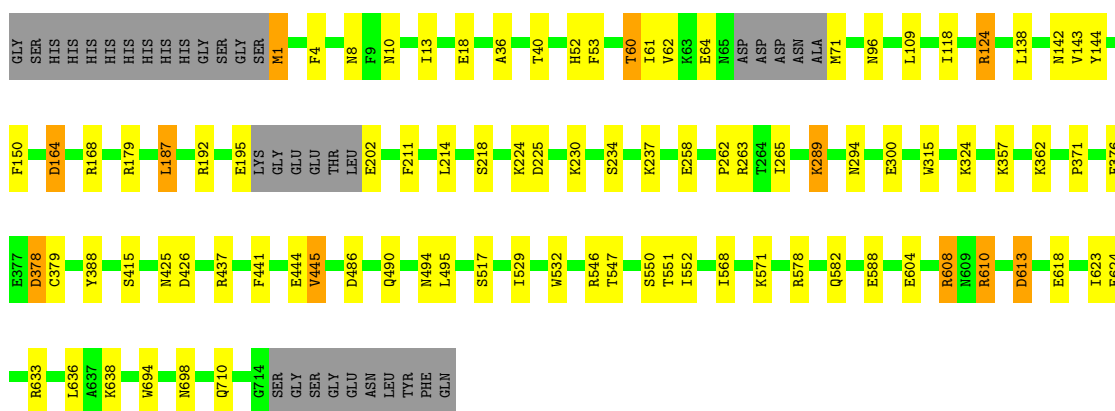 GLY SER HIS HIS HIS HIS HIS HIS HIS HIS GLY SER GLY SER M1 F4 N8 F9 N10 I13 E18 A36 T40 H52 F53 T60 I61 V62 K63 E64 N65 ASP ASP ASP ASN ALA M71 N96 L109 I118 R124 L138 N142 V143 Y144
F150 D164 R168 R179 L187 R192 E195 LYS GLY GLU GLU THR LEU E202 F211 L214 S218 K224 D225 K230 S234 K237 E258 P262 R263 T264 I265 K289 N294 E300 W315 K324 K357 K362 P371
E377 D378 C379 Y388 S415 N425 D426 R437 F441 E444 V445 D486 Q490 N494 L495 S517 I529 W532 R546 T547 S550 T551 I552 I568 K571 R578 Q582 E588 E604 R608 N609 R610 D613 E618 I623
R633 L636 A637 K638 W694 N698 Q710 G714 SER GLY SER GLY GLU ASN LEU TYR PHE GLN